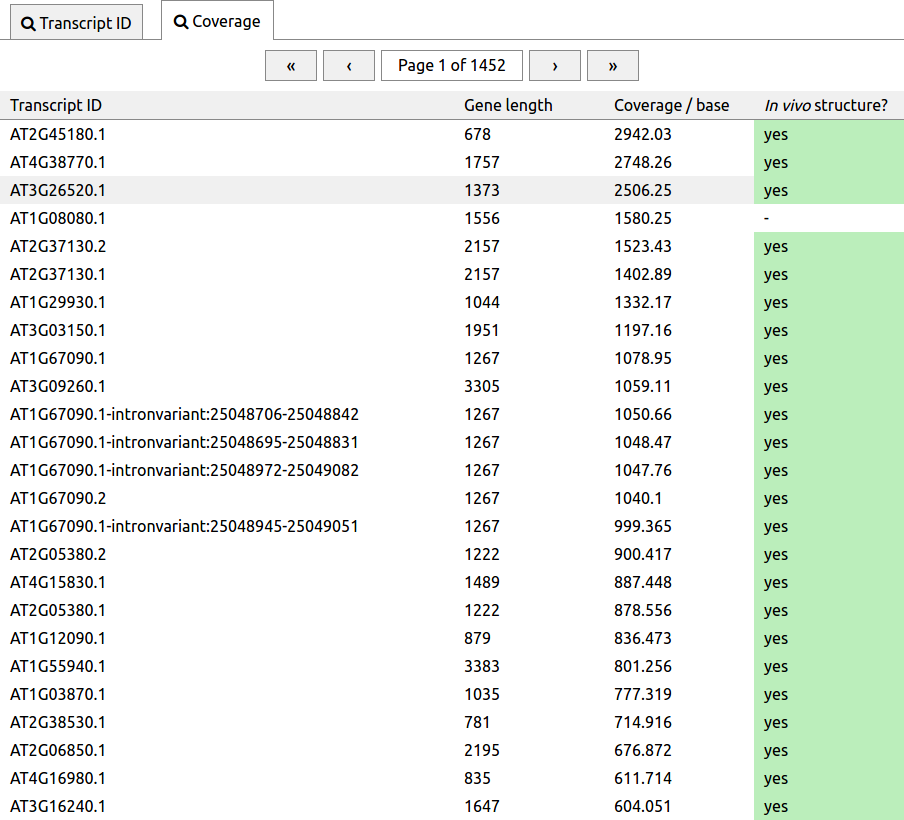 Transcript ID Coverage
« ‹ Page 1 of 1452 › »
Transcript ID Gene length Coverage / base In vivo structure?
AT2G45180.1 678 2942.03 yes
AT4G38770.1 1757 2748.26 yes
AT3G26520.1 1373 2506.25 yes
AT1G08080.1 1556 1580.25 -
AT2G37130.2 2157 1523.43 yes
AT2G37130.1 2157 1402.89 yes
AT1G29930.1 1044 1332.17 yes
AT3G03150.1 1951 1197.16 yes
AT1G67090.1 1267 1078.95 yes
AT3G09260.1 3305 1059.11 yes
AT1G67090.1-intronvariant:25048706-25048842 1267 1050.66 yes
AT1G67090.1-intronvariant:25048695-25048831 1267 1048.47 yes
AT1G67090.1-intronvariant:25048972-25049082 1267 1047.76 yes
AT1G67090.2 1267 1040.1 yes
AT1G67090.1-intronvariant:25048945-25049051 1267 999.365 yes
AT2G05380.2 1222 900.417 yes
AT4G15830.1 1489 887.448 yes
AT2G05380.1 1222 878.556 yes
AT1G12090.1 879 836.473 yes
AT1G55940.1 3383 801.256 yes
AT1G03870.1 1035 777.319 yes
AT2G38530.1 781 714.916 yes
AT2G06850.1 2195 676.872 yes
AT4G16980.1 835 611.714 yes
AT3G16240.1 1647 604.051 yes